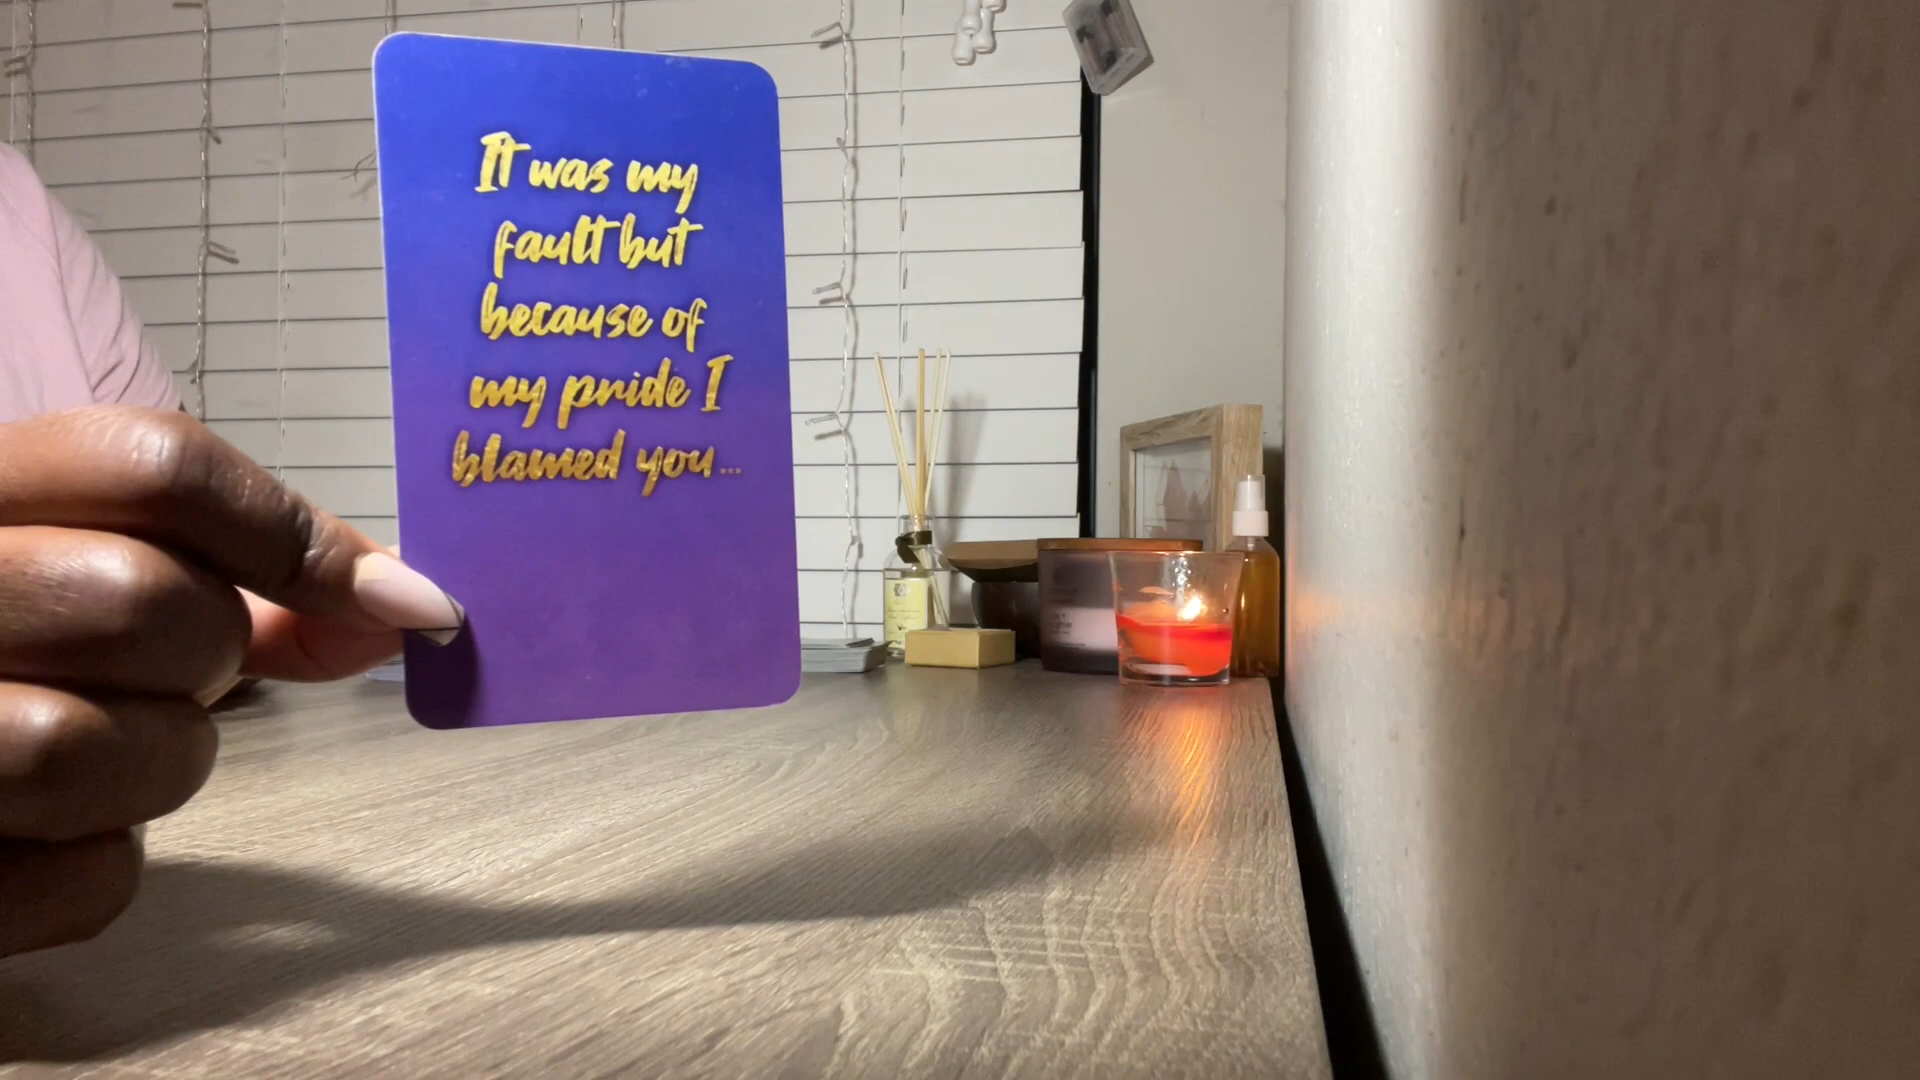 It was my
fault but
because of
my pride I
blamed you...